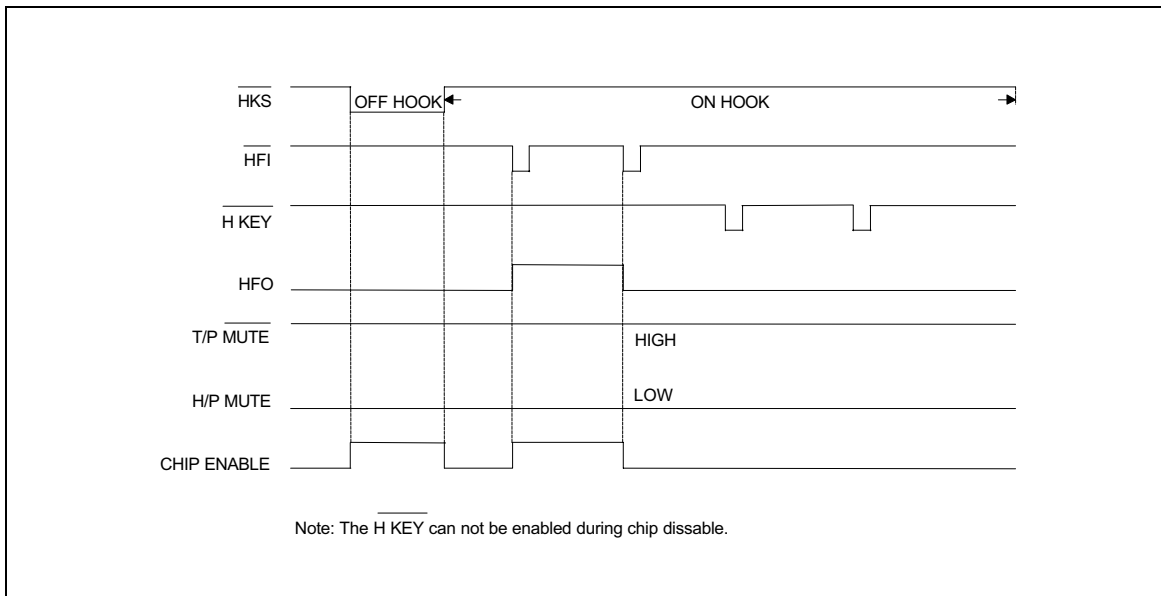 HKS
OFF HOOK
ON HOOK
HFI
H KEY
HFO
T/P MUTE
HIGH
H/P MUTE
LOW
CHIP ENABLE
Note: The H KEY can not be enabled during chip dissable.